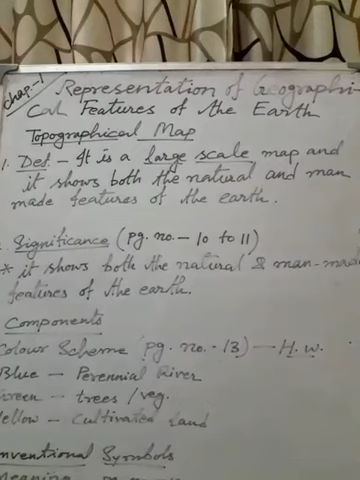 Chap-1
Representation of Geographi-
cal Features of the Earth
Topographical Map
1. Def. - It is a large scale map and
it shows both the natural and man
made features of the earth.
Significance (pg. no. - 10 to 11)
* it shows both the natural & man-mad
features of the earth.
Components
Colour Scheme (pg. no. - 13) - H.w.
Blue - Perennial River
Green - trees/veg.
Yellow - Cultivated land
nventional Symbols
Meaning